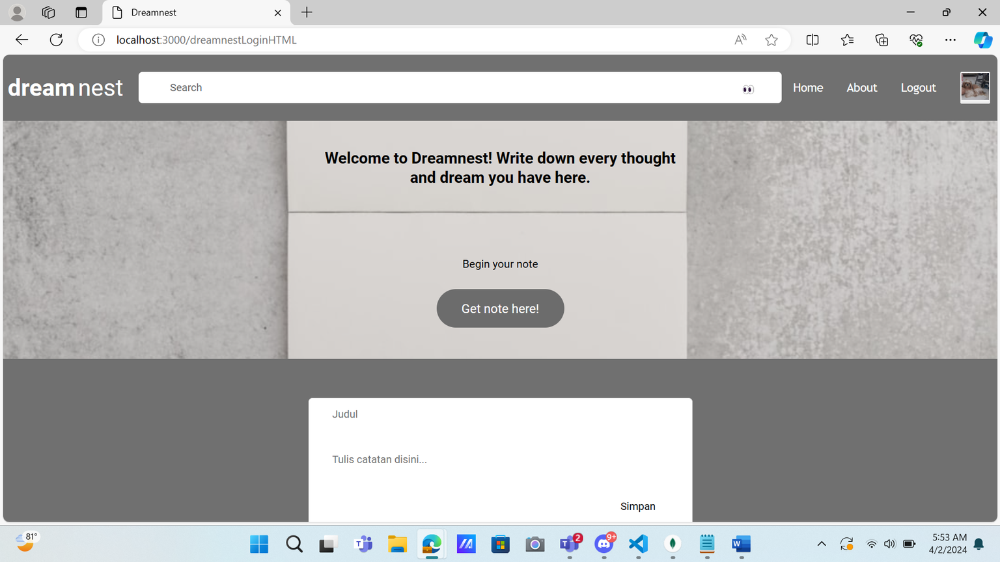 Dreamnest
localhost:3000/dreamnestLoginHTML
dreamnest
Search
Home
About
Logout
Welcome to Dreamnest! Write down every thought
and dream you have here.
Begin your note
Get note here!
Judul
Tulis catatan disini...
Simpan
81°
2
9+
5:53 AM
4/2/2024